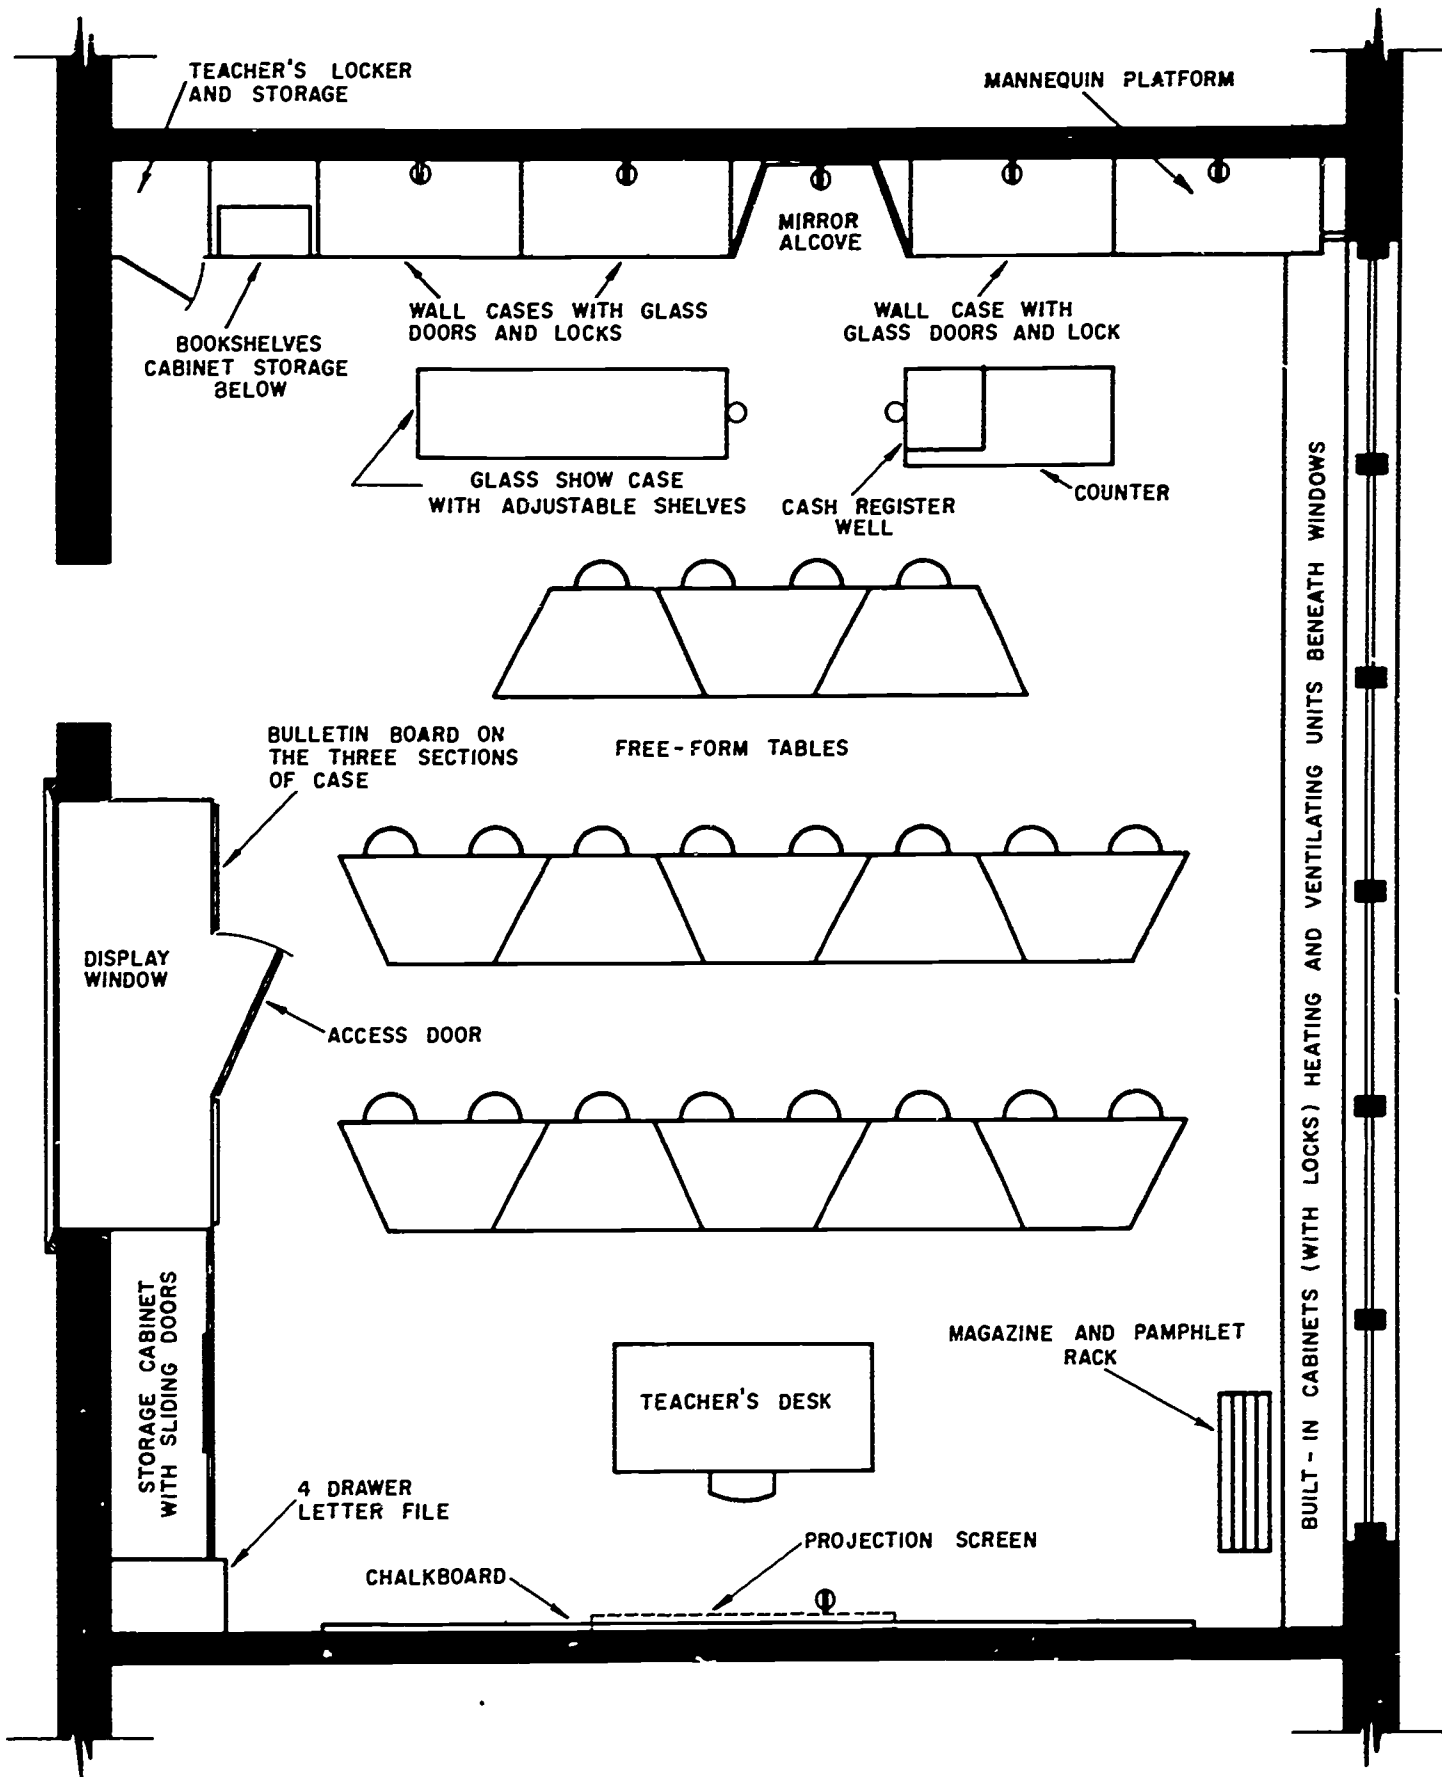 TEACHER'S LOCKER
AND STORAGE
MANNEQUIN PLATFORM
MIRROR
ALCOVE
WALL CASES WITH GLASS
DOORS AND LOCKS
WALL CASE WITH
GLASS DOORS AND LOCK
BOOKSHELVES
CABINET STORAGE
BELOW
GLASS SHOW CASE
WITH ADJUSTABLE SHELVES
CASH REGISTER
WELL
COUNTER
BULLETIN BOARD ON
THE THREE SECTIONS
OF CASE
FREE-FORM TABLES
DISPLAY
WINDOW
ACCESS DOOR
BUILT-IN CABINETS (WITH LOCKS) HEATING AND VENTILATING UNITS BENEATH WINDOWS
STORAGE CABINET
WITH SLIDING DOORS
MAGAZINE AND PAMPHLET
RACK
TEACHER'S DESK
4 DRAWER
LETTER FILE
PROJECTION SCREEN
CHALKBOARD